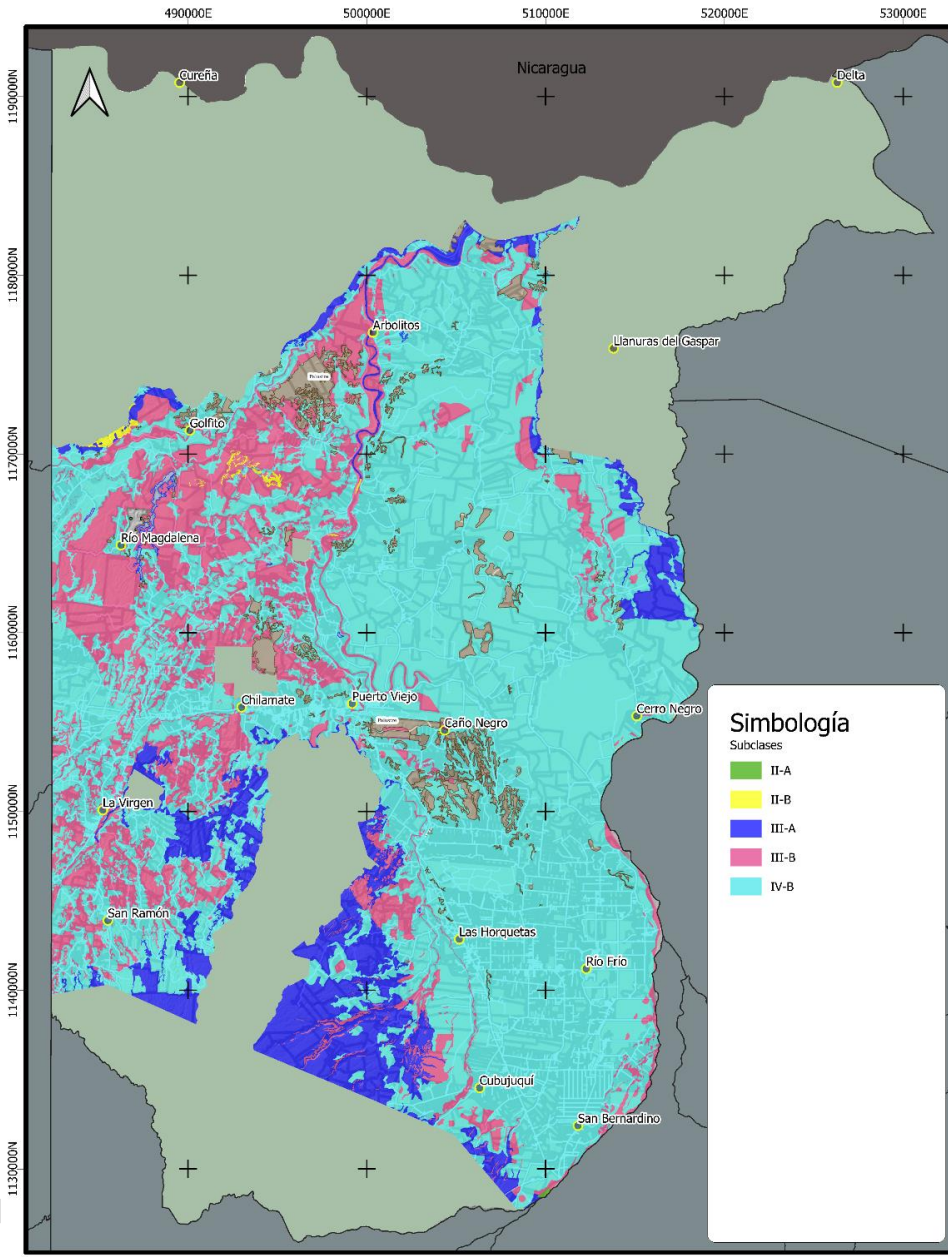 490000E 500000E 510000E 520000E 530000E
Nicaragua
Cureña
Delta
1190000N
1180000N
Arbolitos
Llanuras del Gaspar
Golfito
1170000N
Río Magdalena
1160000N
Chilamate
Puerto Viejo
Caño Negro
Cerro Negro
La Virgen
1150000N
San Ramón
Las Horquetas
Río Frío
1140000N
Cubujuquí
San Bernardino
1130000N
Simbología
Subclases
II-A
II-B
III-A
III-B
IV-B